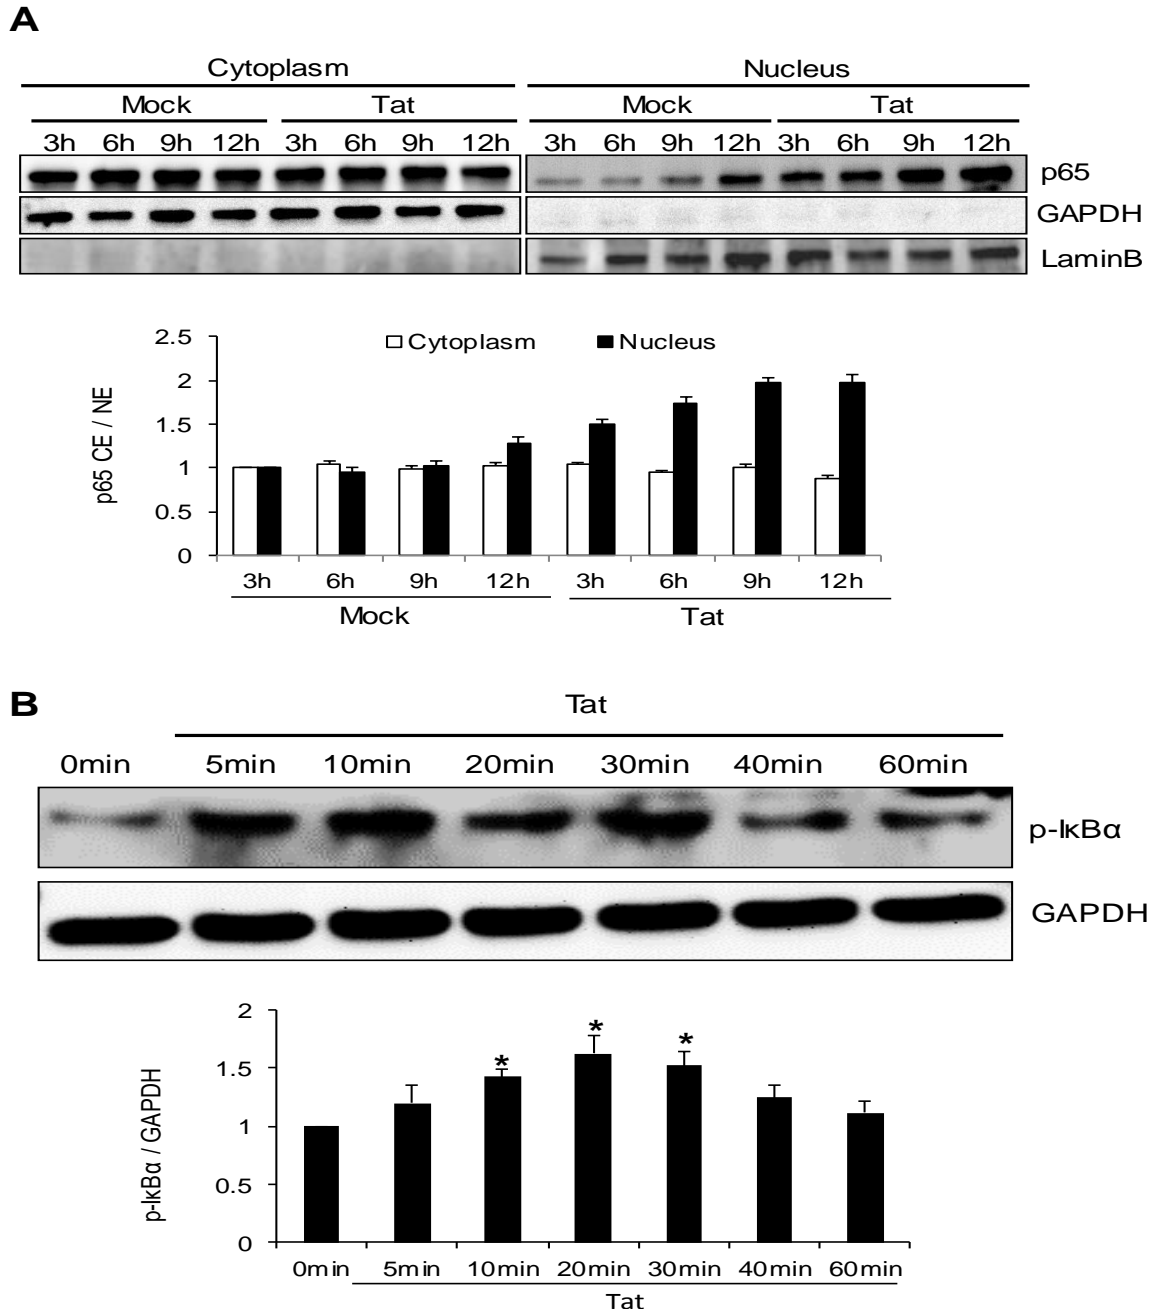 A
Cytoplasm Nucleus
Mock Tat Mock Tat
3h 6h 9h 12h 3h 6h 9h 12h 3h 6h 9h 12h 3h 6h 9h 12h
p65
GAPDH
LaminB
2.5
Cytoplasm Nucleus
2
1.5
1
0.5
0
p65 CE / NE
3h 6h 9h 12h 3h 6h 9h 12h
Mock Tat
B
Tat
0min 5min 10min 20min 30min 40min 60min
p-IκBα
GAPDH
2
* * *
1.5
1
0.5
0
p-IκBα / GAPDH
0min 5min 10min 20min 30min 40min 60min
Tat